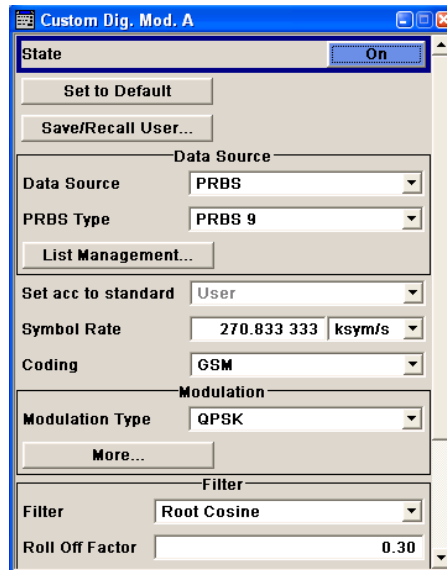 Custom Dig. Mod. A
State On
Set to Default
Save/Recall User...
Data Source
Data Source PRBS
PRBS Type PRBS 9
List Management...
Set acc to standard User
Symbol Rate 270.833 333 ksym/s
Coding GSM
Modulation
Modulation Type QPSK
More...
Filter
Filter Root Cosine
Roll Off Factor 0.30